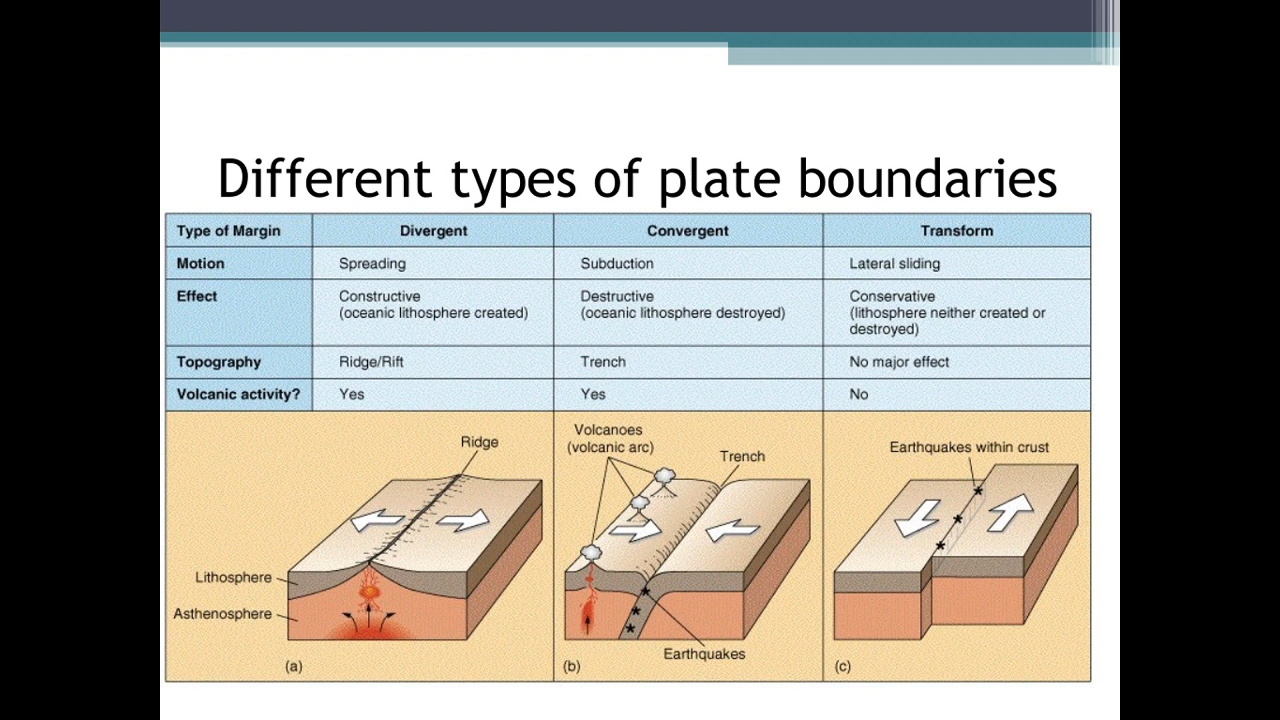 Different types of plate boundaries
Type of Margin Divergent Convergent Transform
Motion Spreading Subduction Lateral sliding
Effect Constructive Destructive Conservative
(oceanic lithosphere created) (oceanic lithosphere destroyed) (lithosphere neither created or
destroyed)
Topography Ridge/Rift Trench No major effect
Volcanic activity? Yes Yes No
Ridge
Lithosphere
Asthenosphere
(a)
Volcanoes
(volcanic arc)
Trench
Earthquakes
(b)
Earthquakes within crust
(c)